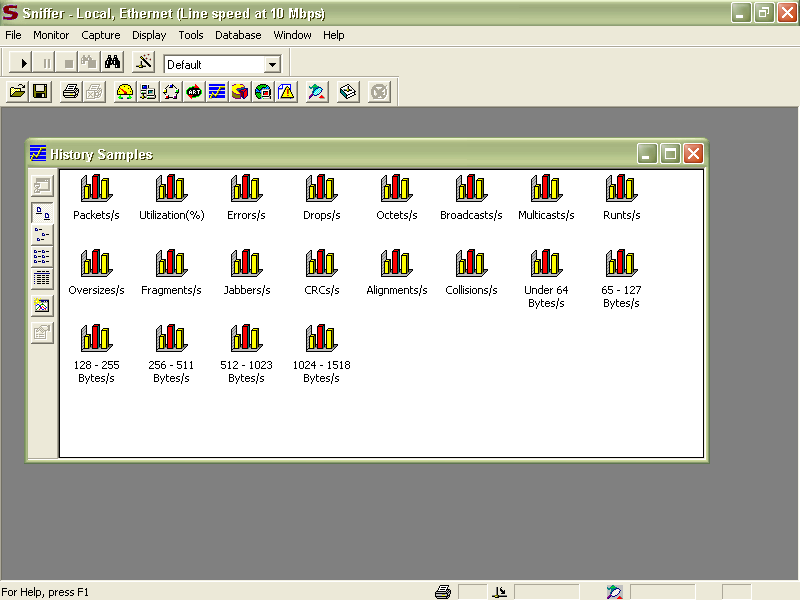 S Sniffer - Local, Ethernet (Line speed at 10 Mbps)
File Monitor Capture Display Tools Database Window Help
Default
ART
History Samples
Packets/s Utilization(%) Errors/s Drops/s Octets/s Broadcasts/s Multicasts/s Runts/s
Oversizes/s Fragments/s Jabbers/s CRCs/s Alignments/s Collisions/s Under 64 65 - 127
Bytes/s Bytes/s
128 - 255 256 - 511 512 - 1023 1024 - 1518
Bytes/s Bytes/s Bytes/s Bytes/s
For Help, press F1